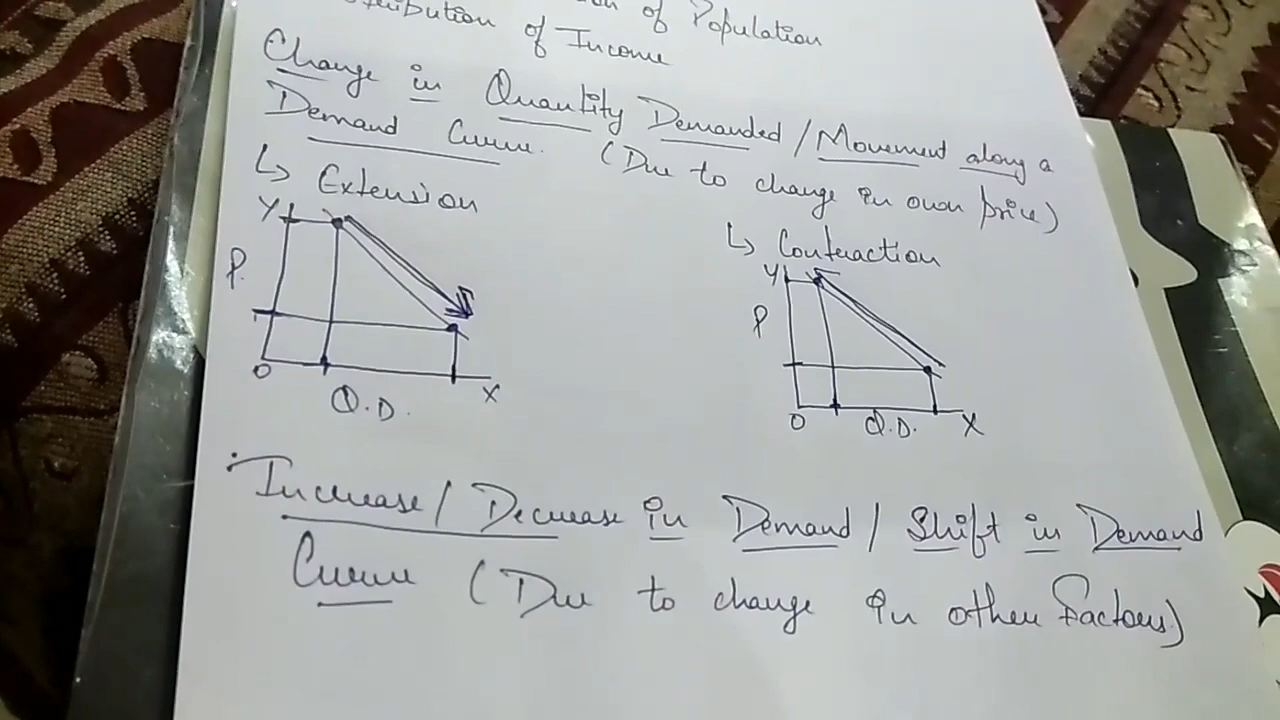 of Population
of Income
Change in Quantity Demanded / Movement along a
Demand Curve. (Due to change in own price)
↳ Extension
Y
P.
O
Q.D.
X
↳ Contraction
Y
P
O
Q.D.
X
Increase / Decrease in Demand / Shift in Demand
Curve (Due to change in other Factors)